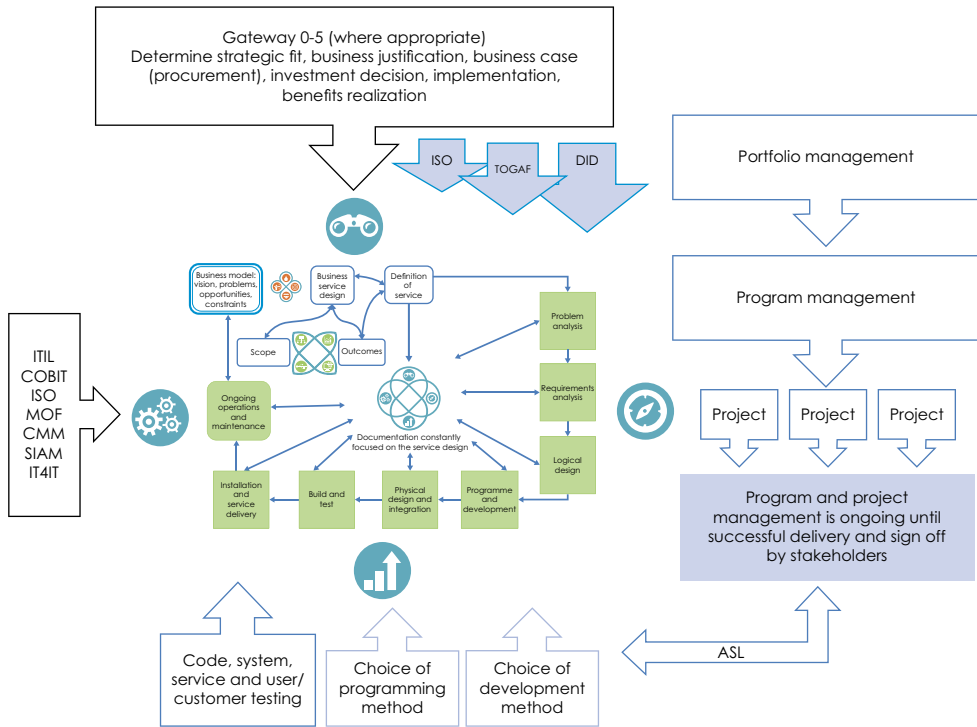 Gateway 0-5 (where appropriate)
Determine strategic fit, business justification, business case
(procurement), investment decision, implementation,
benefits realization
ISO
TOGAF
DID
Portfolio management
Business model:
vision, problems,
opportunities,
constraints
Business
service
design
Definition
of
service
Program management
Problem
analysis
Scope
Outcomes
ITIL
COBIT
ISO
MOF
CMM
SIAM
IT4IT
Ongoing
operations
and
maintenance
Requirements
analysis
Project
Project
Project
Documentation constantly
focused on the service design
Logical
design
Installation
and
service
delivery
Build and
test
Physical
design and
integration
Programme
and
development
Program and project
management is ongoing until
successful delivery and sign off
by stakeholders
Code, system,
service and user/
customer testing
Choice of
programming
method
Choice of
development
method
ASL